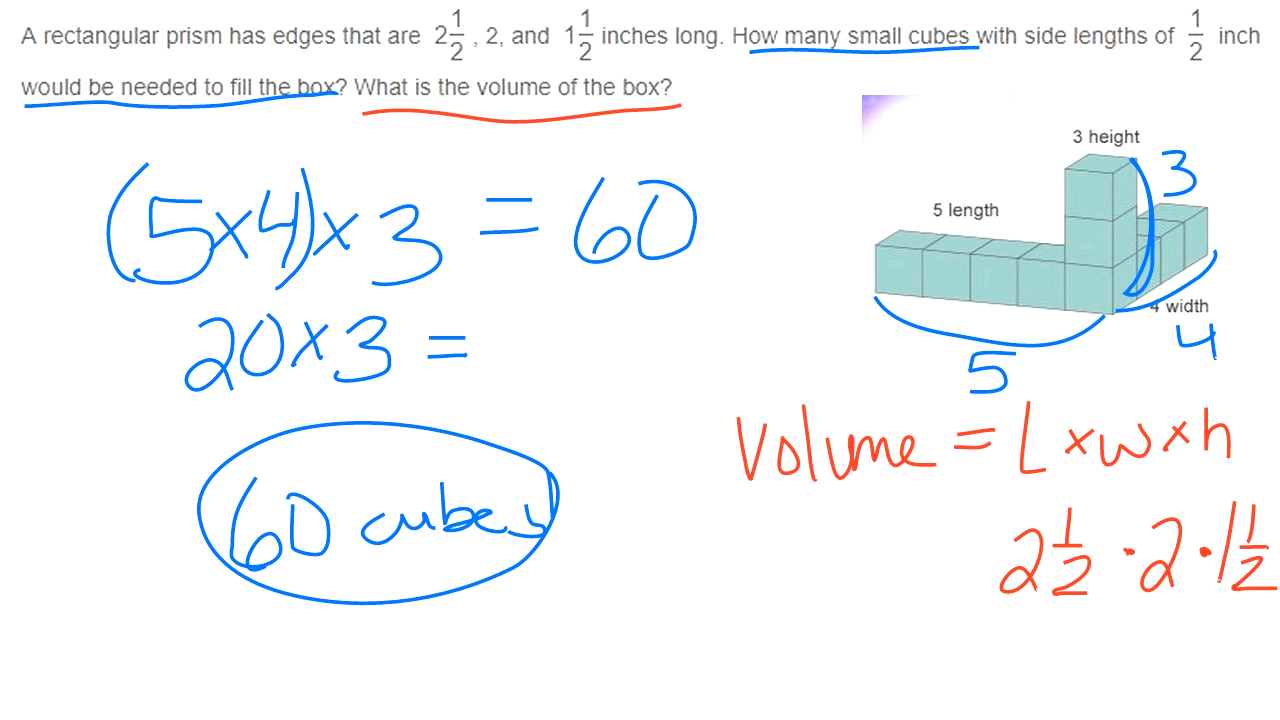 A rectangular prism has edges that are 2 1/2 , 2, and 1 1/2 inches long. How many small cubes with side lengths of 1/2 inch
would be needed to fill the box? What is the volume of the box?
3 height
3
5 length
(5x4)x3 = 60
4 width
20x3 =
5
4
Volume = L x w x h
60 cubes
2 1/2 · 2 · 1 1/2